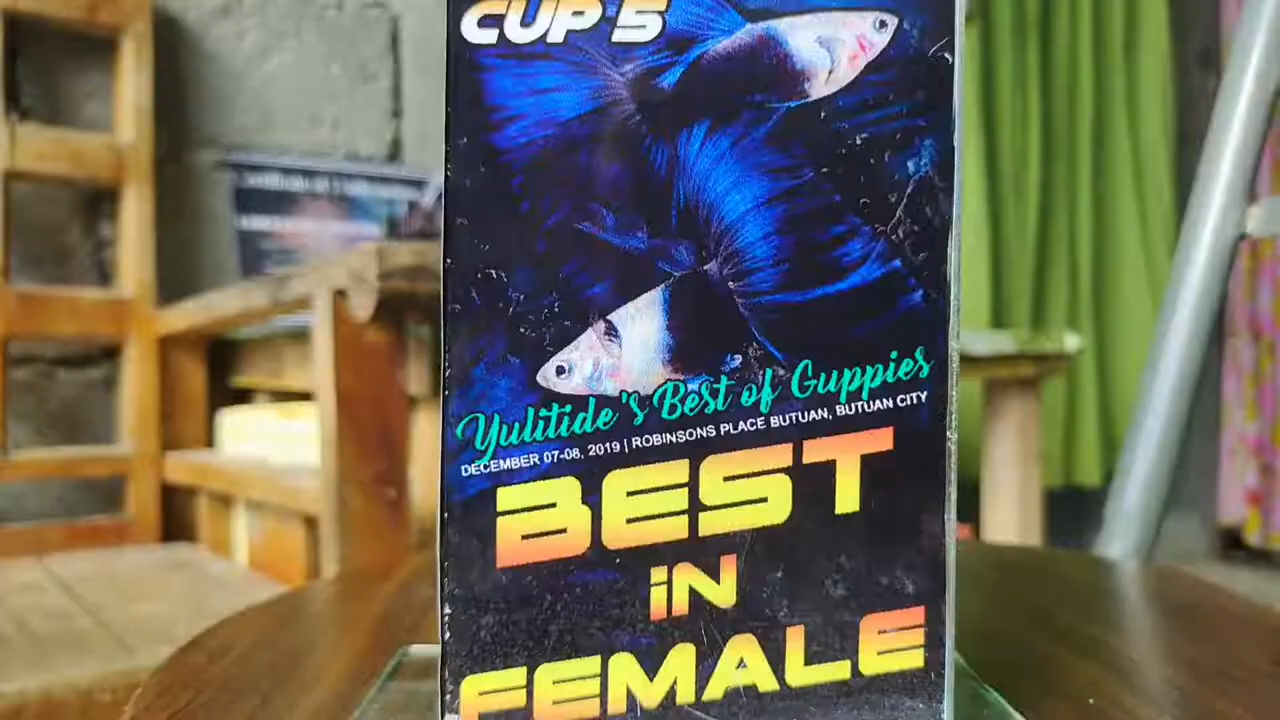 CUP 5
Yulitide's Best of Guppies
DECEMBER 07-08, 2019 | ROBINSONS PLACE BUTUAN, BUTUAN CITY
BEST
iN
FEMALE